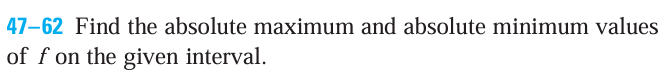 47–62 Find the absolute maximum and absolute minimum values
of f on the given interval.